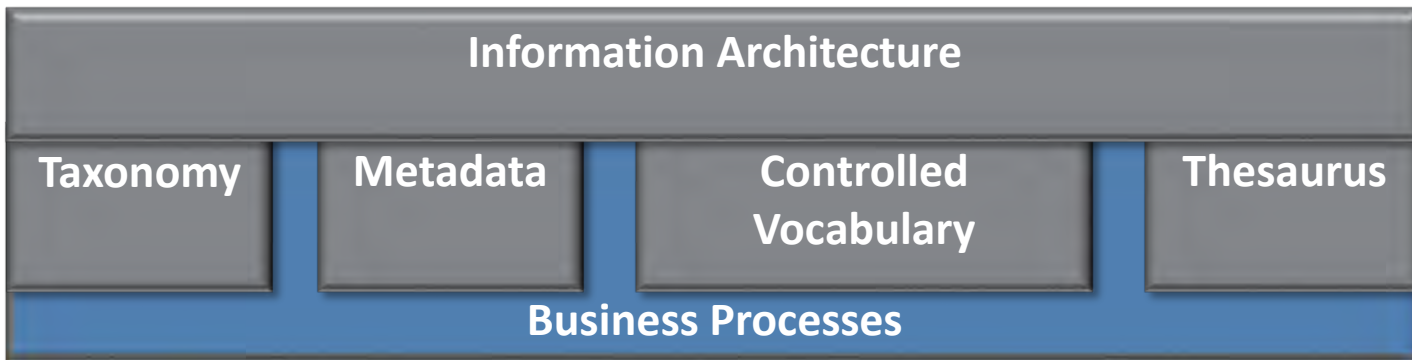 Information Architecture
Taxonomy
Metadata
Controlled
Vocabulary
Thesaurus
Business Processes